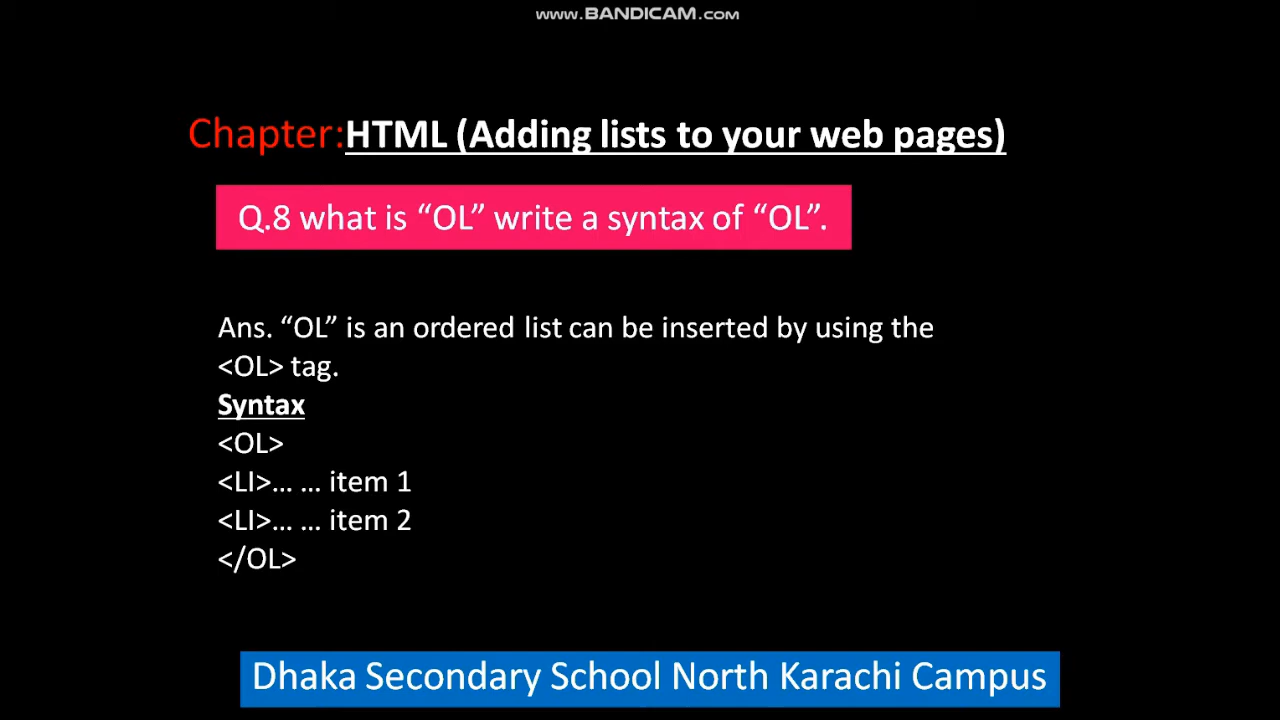 www.BANDICAM.com
Chapter:HTML (Adding lists to your web pages)
Q.8 what is “OL” write a syntax of “OL”.
Ans. “OL” is an ordered list can be inserted by using the
<OL> tag.
Syntax
<OL>
<LI>... ... item 1
<LI>... ... item 2
</OL>
Dhaka Secondary School North Karachi Campus